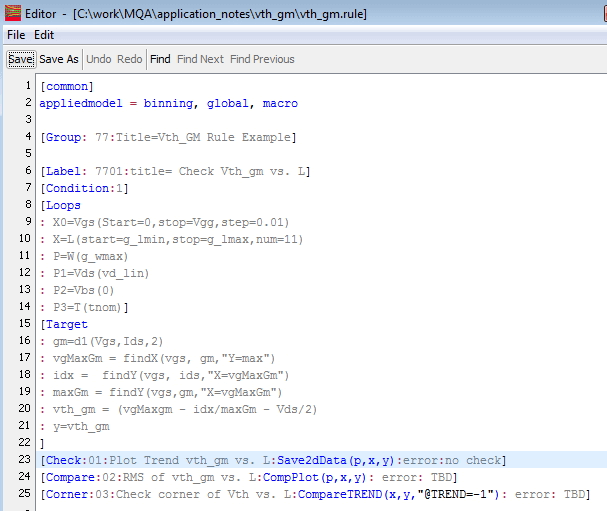 Editor - [C:\work\MQA\application_notes\vth_gm\vth_gm.rule]
File Edit
Save Save As Undo Redo Find Find Next Find Previous
1 [common]
2 appliedmodel = binning, global, macro
3
4 [Group: 77:Title=Vth_GM Rule Example]
5
6 [Label: 7701:title= Check Vth_gm vs. L]
7 [Condition:1]
8 [Loops
9 : X0=Vgs(Start=0,stop=Vgg,step=0.01)
10 : X=L(start=g_lmin,stop=g_lmax,num=11)
11 : P=W(g_wmax)
12 : P1=Vds(vd_lin)
13 : P2=Vbs(0)
14 : P3=T(tnom)]
15 [Target
16 : gm=d1(Vgs,Ids,2)
17 : vgMaxGm = findX(vgs, gm,"Y=max")
18 : idx =  findY(vgs, ids,"X=vgMaxGm")
19 : maxGm = findY(vgs,gm,"X=vgMaxGm")
20 : vth_gm = (vgMaxgm - idx/maxGm - Vds/2)
21 : y=vth_gm
22 ]
23 [Check:01:Plot Trend vth_gm vs. L:Save2dData(p,x,y):error:no check]
24 [Compare:02:RMS of vth_gm vs. L:CompPlot(p,x,y): error: TBD]
25 [Corner:03:Check corner of Vth vs. L:CompareTREND(x,y,"@TREND=-1"): error: TBD]